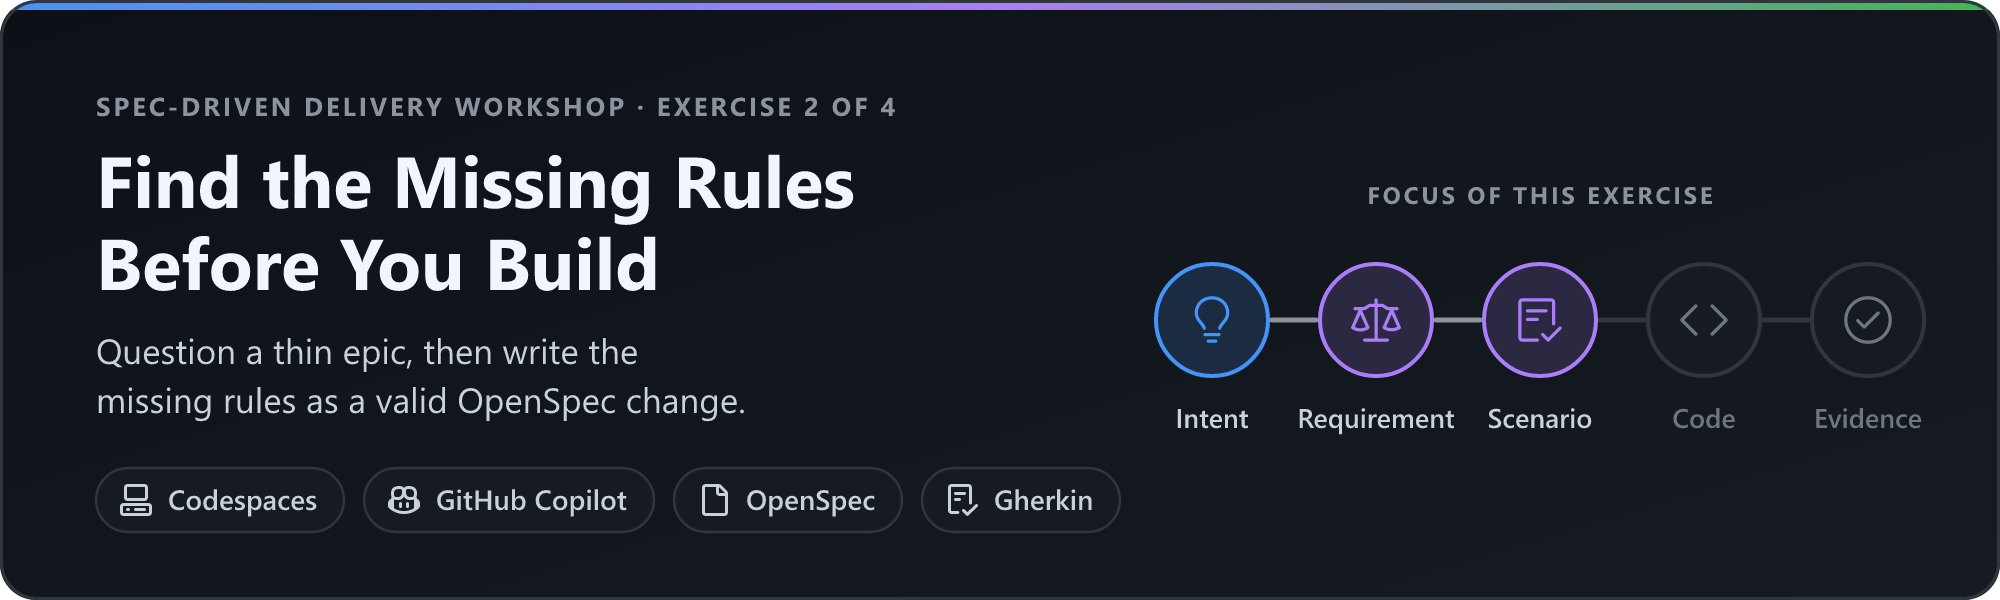 SPEC-DRIVEN DELIVERY WORKSHOP · EXERCISE 2 OF 4
Find the Missing Rules
Before You Build
Question a thin epic, then write the
missing rules as a valid OpenSpec change.
Codespaces
GitHub Copilot
OpenSpec
Gherkin
FOCUS OF THIS EXERCISE
Intent
Requirement
Scenario
Code
Evidence